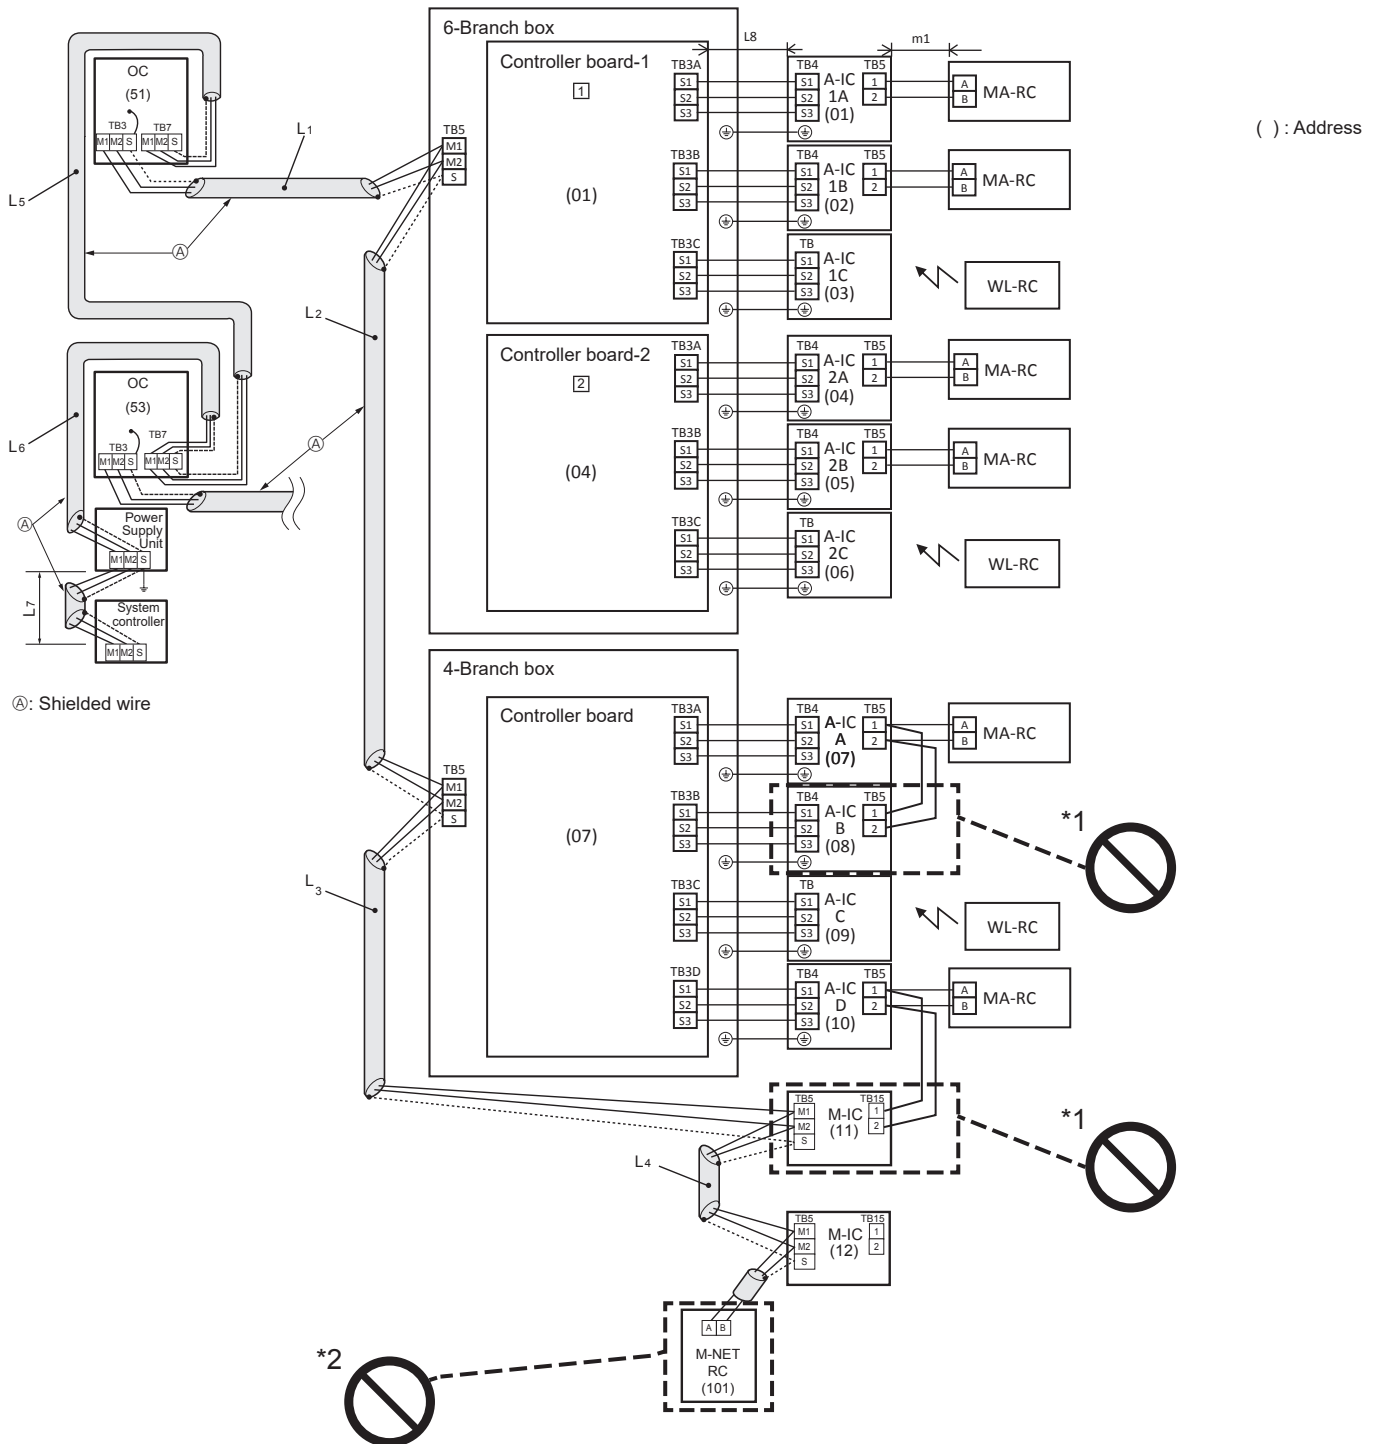 6-Branch box
L8
m1
Controller board-1
1
TB3A
S1
S2
S3
TB4
TB5
S1
S2
S3
A-IC
1A
(01)
1
2
A
B
MA-RC
( ) : Address
OC
(51)
TB3
TB7
M1 M2 S
M1 M2 S
L1
TB5
M1
M2
S
(01)
TB3B
S1
S2
S3
TB4
TB5
S1
S2
S3
A-IC
1B
(02)
1
2
A
B
MA-RC
L5
A
TB3C
S1
S2
S3
TB
S1
S2
S3
A-IC
1C
(03)
WL-RC
L2
Controller board-2
2
TB3A
S1
S2
S3
TB4
TB5
S1
S2
S3
A-IC
2A
(04)
1
2
A
B
MA-RC
OC
(53)
TB3
TB7
M1 M2 S
M1 M2 S
L6
A
(04)
TB3B
S1
S2
S3
TB4
TB5
S1
S2
S3
A-IC
2B
(05)
1
2
A
B
MA-RC
A
Power
Supply
Unit
M1 M2 S
TB3C
S1
S2
S3
TB
S1
S2
S3
A-IC
2C
(06)
WL-RC
L7
System
controller
M1 M2 S
Ⓐ: Shielded wire
4-Branch box
Controller board
TB3A
S1
S2
S3
TB4
TB5
S1
S2
S3
A-IC
A
(07)
1
2
A
B
MA-RC
TB5
M1
M2
S
(07)
TB3B
S1
S2
S3
TB4
TB5
S1
S2
S3
A-IC
B
(08)
1
2
*1
L3
TB3C
S1
S2
S3
TB
S1
S2
S3
A-IC
C
(09)
WL-RC
TB3D
S1
S2
S3
TB4
TB5
S1
S2
S3
A-IC
D
(10)
1
2
A
B
MA-RC
TB5
TB15
M1
M2
S
M-IC
(11)
1
2
*1
L4
TB5
TB15
M1
M2
S
M-IC
(12)
1
2
A B
M-NET
RC
(101)
*2